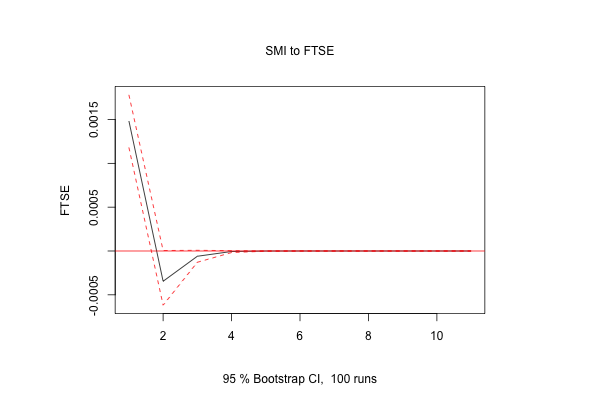 SMI to FTSE
FTSE
0.0015
0.0005
-0.0005
2 4 6 8 10
95 % Bootstrap CI, 100 runs